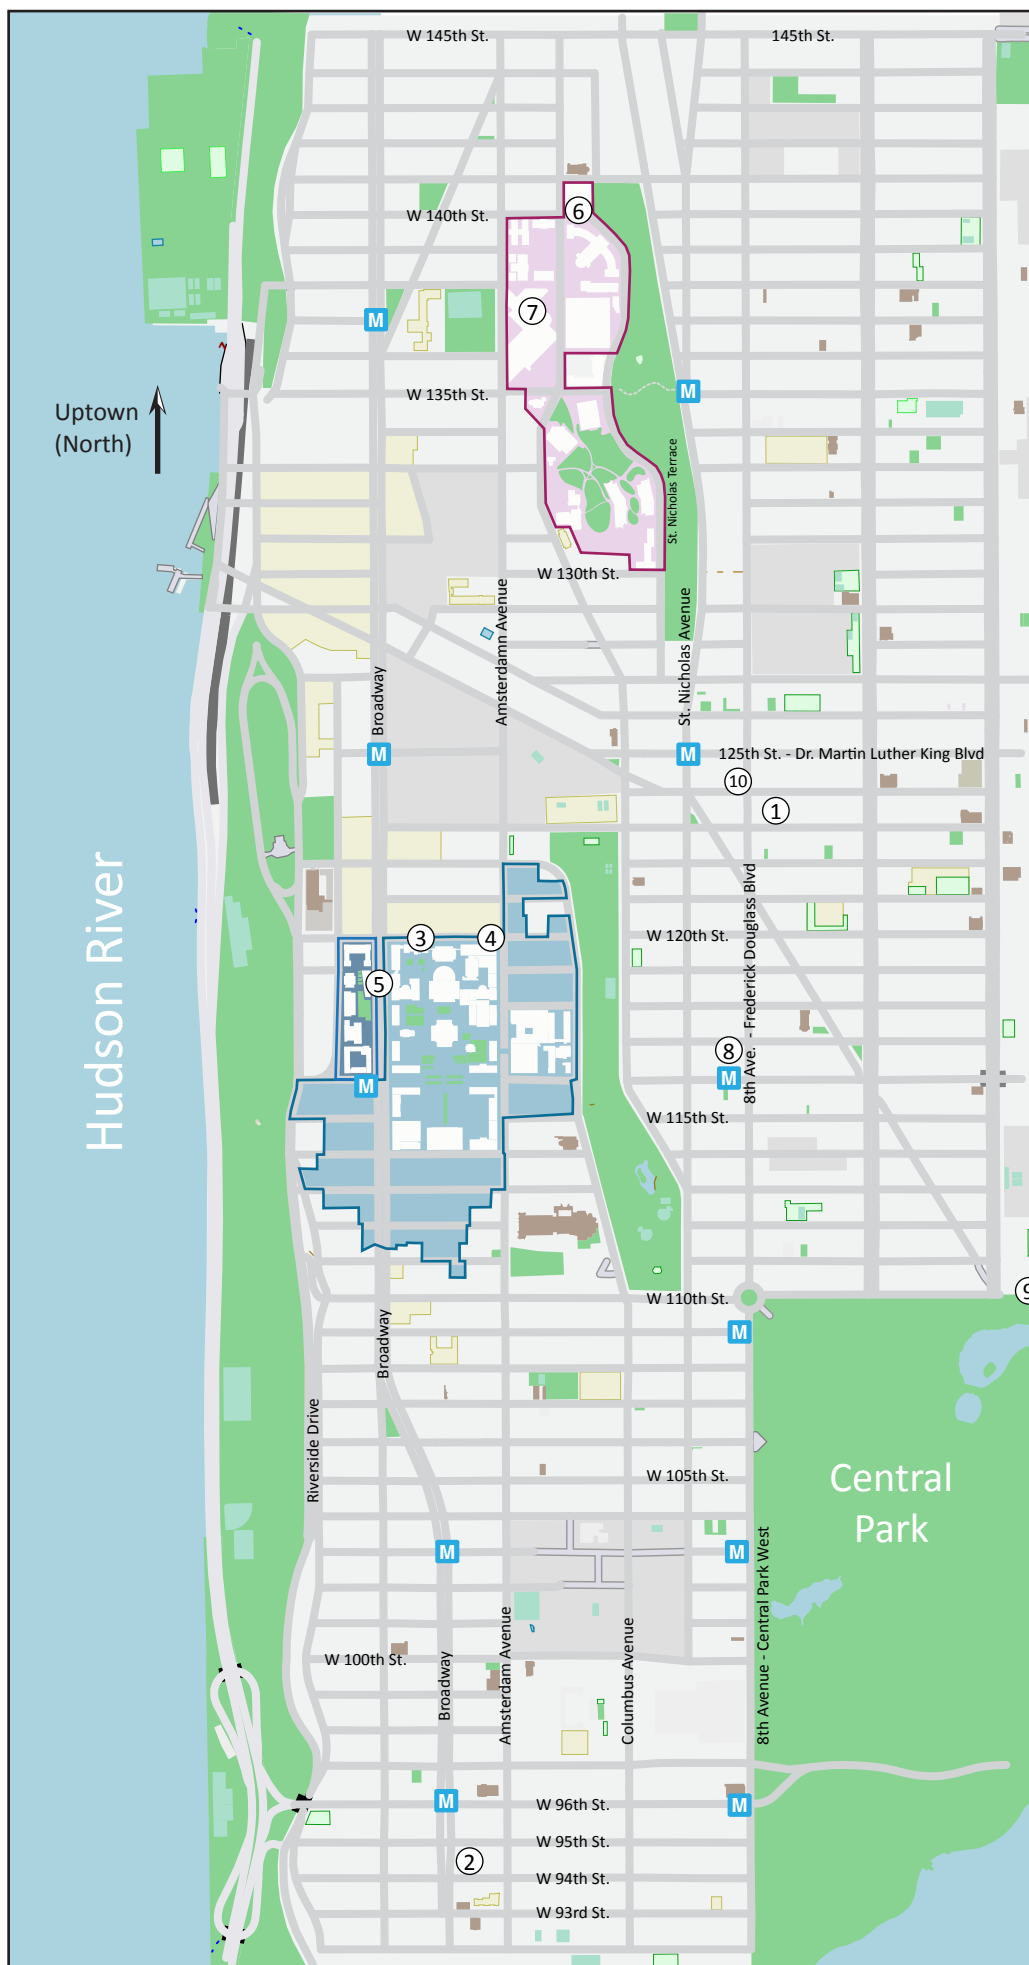 W 145th St.
145th St.
W 140th St.
6
7
M
W 135th St.
M
Uptown
(North)
St. Nicholas Terrace
W 130th St.
Amsterdamn Avenue
St. Nicholas Avenue
Broadway
M
M
125th St. - Dr. Martin Luther King Blvd
10
1
Hudson River
8th Ave. - Frederick Douglass Blvd
W 120th St.
3
4
5
8
M
M
W 115th St.
W 110th St.
9
M
Broadway
Riverside Drive
W 105th St.
Central
Park
M
M
8th Avenue - Central Park West
Amsterdam Avenue
Columbus Avenue
Broadway
W 100th St.
M
M
W 96th St.
W 95th St.
2
W 94th St.
W 93rd St.